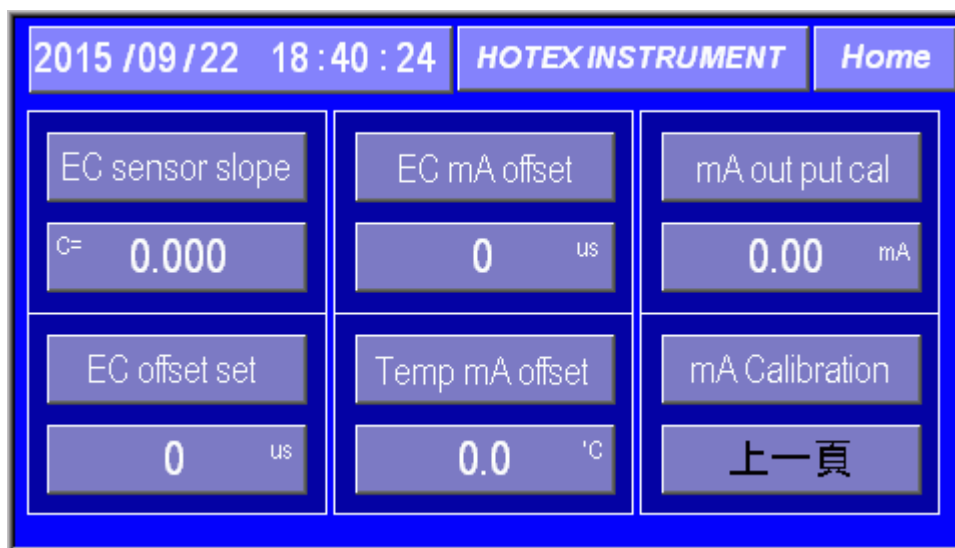 2015 /09/22 18:40:24 HOTEX INSTRUMENT Home
EC sensor slope EC mA offset mA out put cal
C= 0.000 0 us 0.00 mA
EC offset set Temp mA offset mA Calibration
0 us 0.0 'C 上一頁